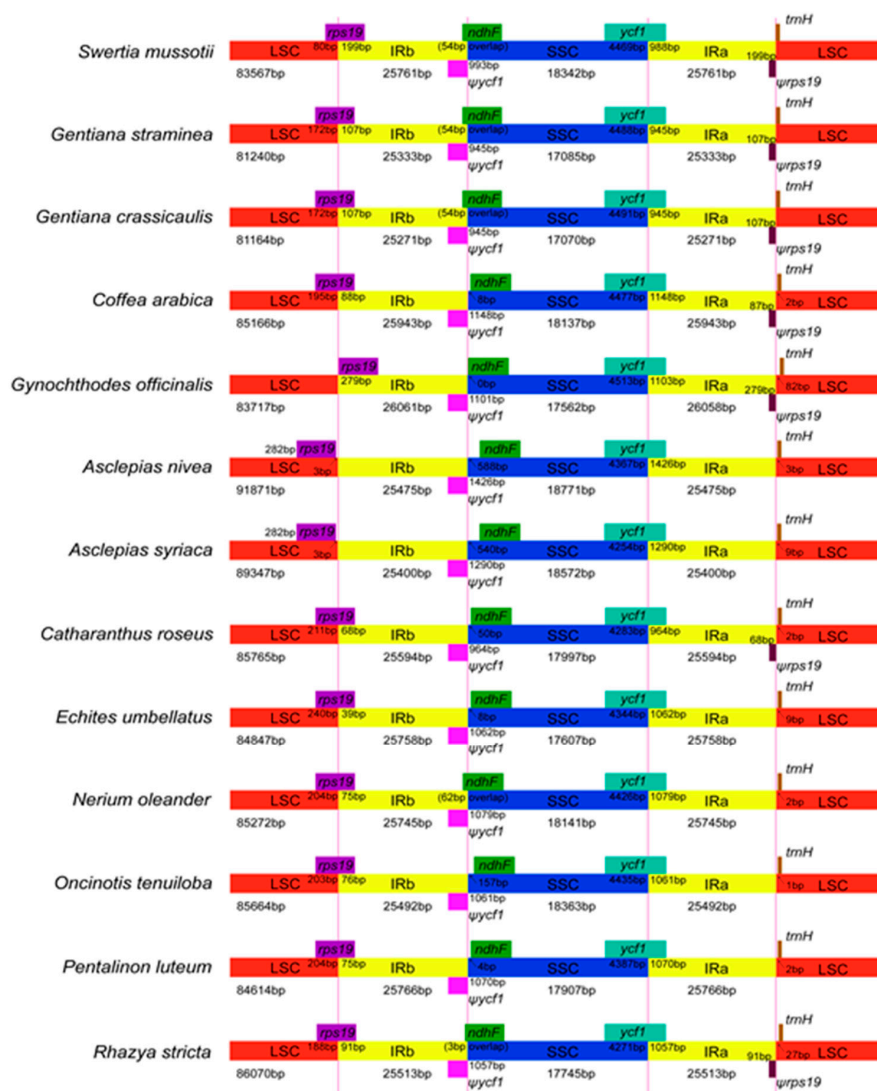 rps19 ndhF ycf1 trnH
Swertia mussotii LSC 80bp 199bp IRb (54bp overlap) SSC 4469bp 988bp IRa 199bp LSC
83567bp 25761bp 993bp 18342bp 25761bp
ψycf1 ψrps19
rps19 ndhF ycf1 trnH
Gentiana straminea LSC 172bp 107bp IRb (54bp overlap) SSC 4488bp 945bp IRa 107bp LSC
81240bp 25333bp 945bp 17085bp 25333bp
ψycf1 ψrps19
rps19 ndhF ycf1 trnH
Gentiana crassicaulis LSC 172bp 107bp IRb (54bp overlap) SSC 4491bp 945bp IRa 107bp LSC
81164bp 25271bp 945bp 17070bp 25271bp
ψycf1 ψrps19
rps19 ndhF ycf1 trnH
Coffea arabica LSC 195bp 88bp IRb 8bp SSC 4477bp 1148bp IRa 87bp 2bp LSC
85166bp 25943bp 1148bp 18137bp 25943bp
ψycf1 ψrps19
rps19 ndhF ycf1 trnH
Gynochthodes officinalis LSC 279bp IRb 0bp SSC 4513bp 1103bp IRa 279bp 82bp LSC
83717bp 26061bp 1101bp 17562bp 26058bp
ψycf1 ψrps19
282bp rps19 ndhF ycf1 trnH
Asclepias nivea LSC 3bp IRb 588bp SSC 4367bp 1426bp IRa 3bp LSC
91871bp 25475bp 1426bp 18771bp 25475bp
ψycf1
282bp rps19 ndhF ycf1 trnH
Asclepias syriaca LSC 3bp IRb 540bp SSC 4254bp 1290bp IRa 9bp LSC
89347bp 25400bp 1290bp 18572bp 25400bp
ψycf1
rps19 ndhF ycf1 trnH
Catharanthus roseus LSC 211bp 68bp IRb 50bp SSC 4283bp 964bp IRa 68bp 2bp LSC
85765bp 25594bp 964bp 17997bp 25594bp
ψycf1 ψrps19
rps19 ndhF ycf1 trnH
Echites umbellatus LSC 240bp 39bp IRb 8bp SSC 4344bp 1062bp IRa 9bp LSC
84847bp 25758bp 1062bp 17607bp 25758bp
ψycf1
rps19 ndhF ycf1 trnH
Nerium oleander LSC 204bp 75bp IRb (62bp overlap) SSC 4426bp 1079bp IRa 2bp LSC
85272bp 25745bp 1079bp 18141bp 25745bp
ψycf1
rps19 ndhF ycf1 trnH
Oncinotis tenuiloba LSC 203bp 76bp IRb 157bp SSC 4435bp 1061bp IRa 1bp LSC
85664bp 25492bp 1061bp 18363bp 25492bp
ψycf1
rps19 ndhF ycf1 trnH
Pentalinon luteum LSC 204bp 75bp IRb 4bp SSC 4387bp 1070bp IRa 2bp LSC
84614bp 25766bp 1070bp 17907bp 25766bp
ψycf1
rps19 ndhF ycf1 trnH
Rhazya stricta LSC 188bp 91bp IRb (3bp overlap) SSC 4271bp 1057bp IRa 91bp 27bp LSC
86070bp 25513bp 1057bp 17745bp 25513bp
ψycf1 ψrps19